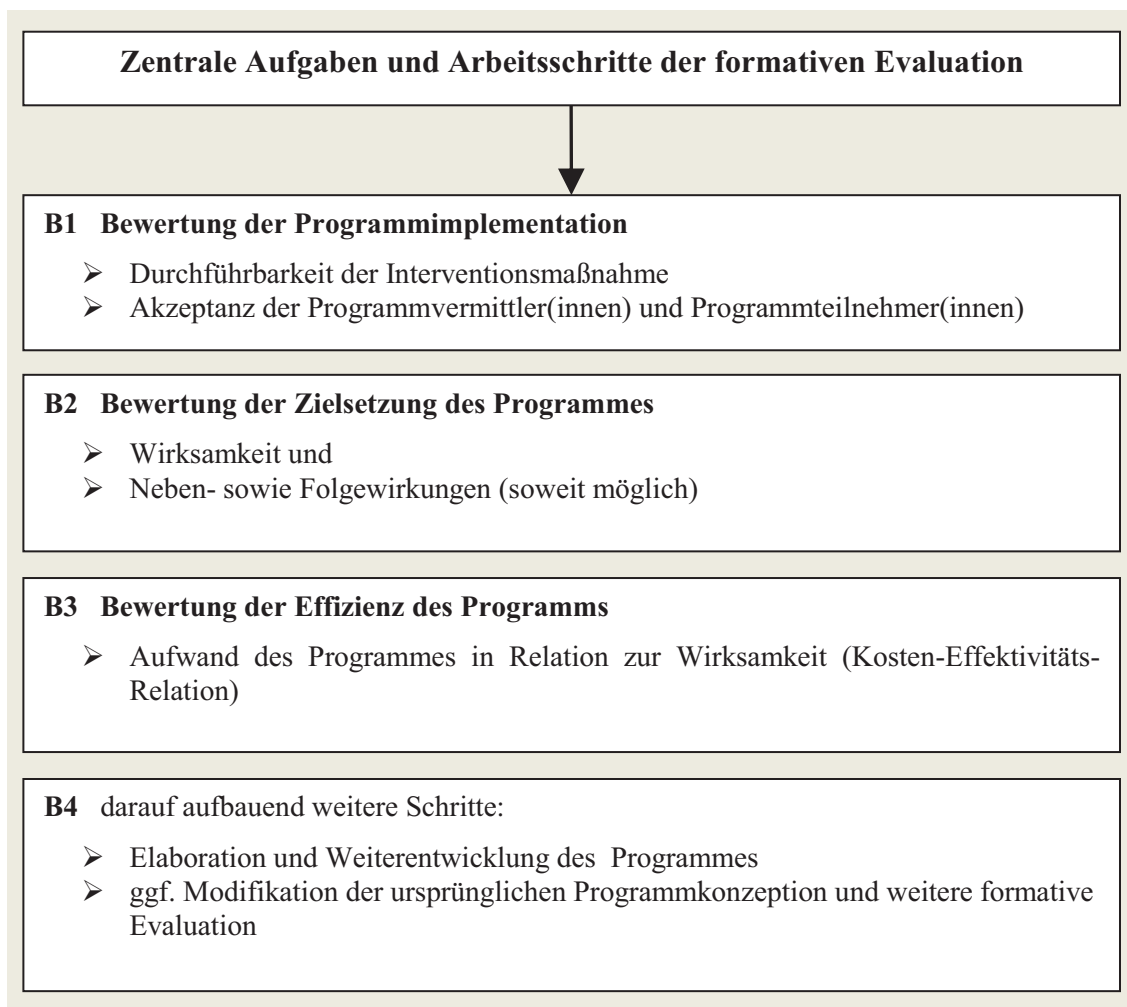 Zentrale Aufgaben und Arbeitsschritte der formativen Evaluation
B1 Bewertung der Programmimplementation
➢ Durchführbarkeit der Interventionsmaßnahme
➢ Akzeptanz der Programmvermittler(innen) und Programmteilnehmer(innen)
B2 Bewertung der Zielsetzung des Programmes
➢ Wirksamkeit und
➢ Neben- sowie Folgewirkungen (soweit möglich)
B3 Bewertung der Effizienz des Programms
➢ Aufwand des Programmes in Relation zur Wirksamkeit (Kosten-Effektivitäts-
Relation)
B4 darauf aufbauend weitere Schritte:
➢ Elaboration und Weiterentwicklung des Programmes
➢ ggf. Modifikation der ursprünglichen Programmkonzeption und weitere formative
Evaluation